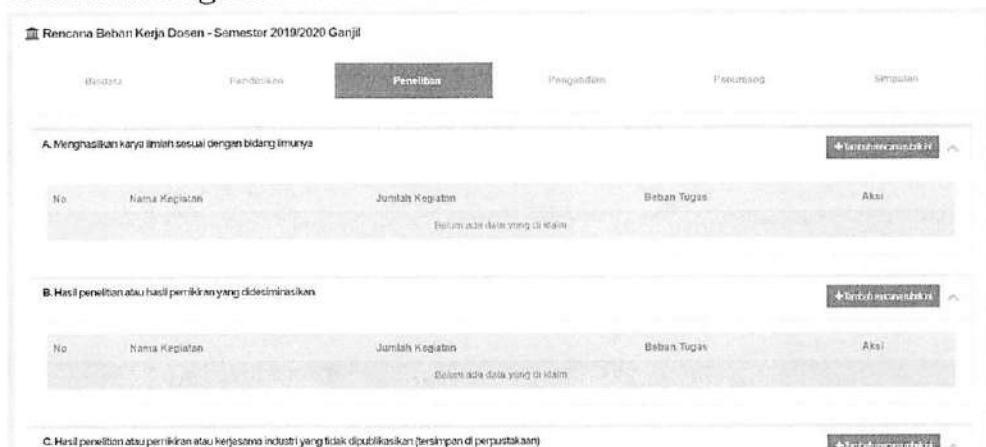 Rencana Beban Kerja Dosen - Semester 2019/2020 Ganjil
Biodata Pendidikan Penelitian Pengabdian Penunjang Simpulan
A. Menghasilkan karya ilmiah sesuai dengan bidang ilmunya
No Nama Kegiatan Jumlah Kegiatan Beban Tugas Aksi
Belum ada data yang di klaim
B. Hasil penelitian atau hasil pemikiran yang didesiminasikan
No Nama Kegiatan Jumlah Kegiatan Beban Tugas Aksi
Belum ada data yang di klaim
C. Hasil penelitian atau pemikiran atau kerjasama industri yang tidak dipublikasikan (tersimpan di perpustakaan)